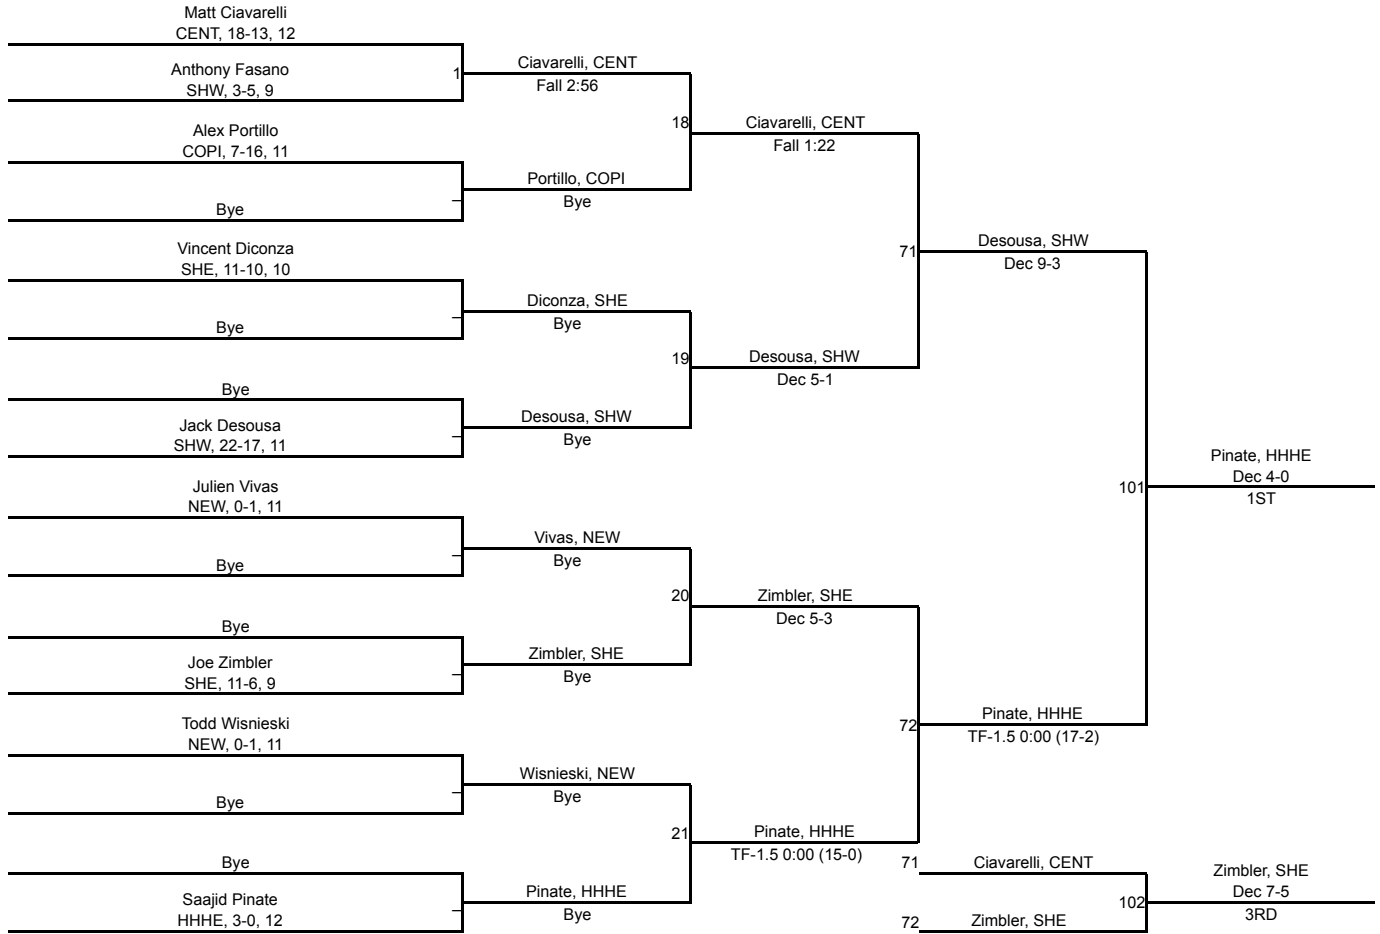 Matt Ciavarelli
CENT, 18-13, 12
Anthony Fasano
SHW, 3-5, 9
Alex Portillo
COPI, 7-16, 11
Bye
Vincent Diconza
SHE, 11-10, 10
Bye
Bye
Jack Desousa
SHW, 22-17, 11
Julien Vivas
NEW, 0-1, 11
Bye
Bye
Joe Zimbler
SHE, 11-6, 9
Todd Wisnieski
NEW, 0-1, 11
Bye
Bye
Saajid Pinate
HHHE, 3-0, 12
1
Ciavarelli, CENT
Fall 2:56
Portillo, COPI
Bye
Diconza, SHE
Bye
Desousa, SHW
Bye
Vivas, NEW
Bye
Zimbler, SHE
Bye
Wisnieski, NEW
Bye
Pinate, HHHE
Bye
18
Ciavarelli, CENT
Fall 1:22
19
Desousa, SHW
Dec 5-1
20
Zimbler, SHE
Dec 5-3
21
Pinate, HHHE
TF-1.5 0:00 (15-0)
71
Desousa, SHW
Dec 9-3
72
Pinate, HHHE
TF-1.5 0:00 (17-2)
101
Pinate, HHHE
Dec 4-0
1ST
71
Ciavarelli, CENT
72
Zimbler, SHE
102
Zimbler, SHE
Dec 7-5
3RD